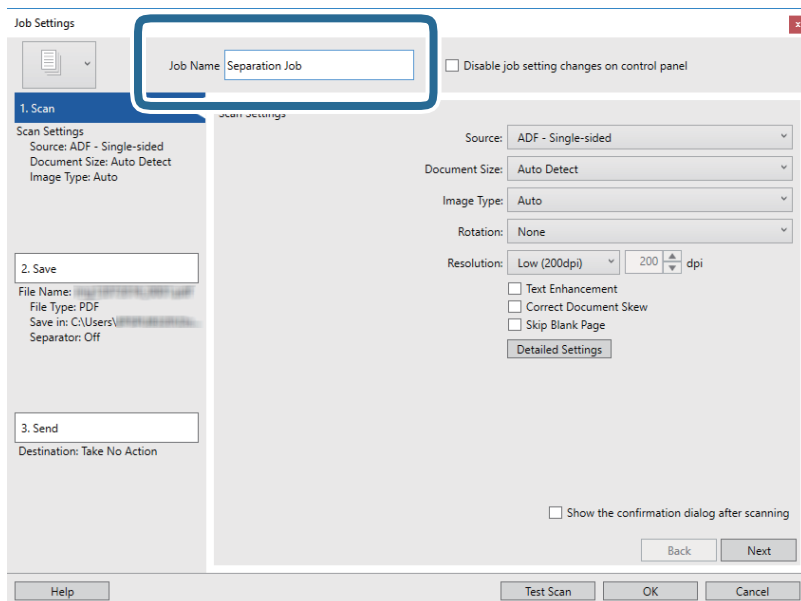 Job Settings
x
Job Name Separation Job
Disable job setting changes on control panel
1. Scan
Scan Settings
Source: ADF - Single-sided
Document Size: Auto Detect
Image Type: Auto
2. Save
File Name:
File Type: PDF
Save in: C:\Users\
Separator: Off
3. Send
Destination: Take No Action
Scan Settings
Source: ADF - Single-sided
Document Size: Auto Detect
Image Type: Auto
Rotation: None
Resolution: Low (200dpi) 200 dpi
Text Enhancement
Correct Document Skew
Skip Blank Page
Detailed Settings
Show the confirmation dialog after scanning
Back Next
Help Test Scan OK Cancel